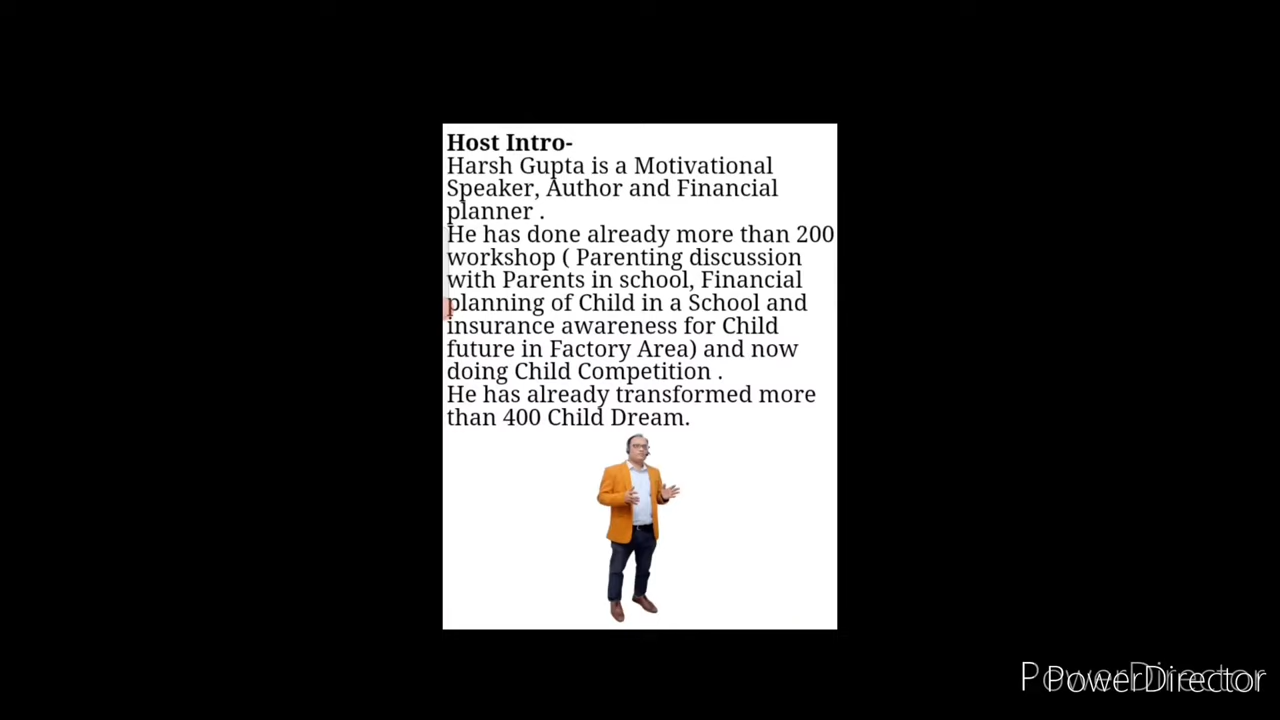 Host Intro-
Harsh Gupta is a Motivational
Speaker, Author and Financial
planner .
He has done already more than 200
workshop ( Parenting discussion
with Parents in school, Financial
planning of Child in a School and
insurance awareness for Child
future in Factory Area) and now
doing Child Competition .
He has already transformed more
than 400 Child Dream.
PowerDirector
PowerDirector